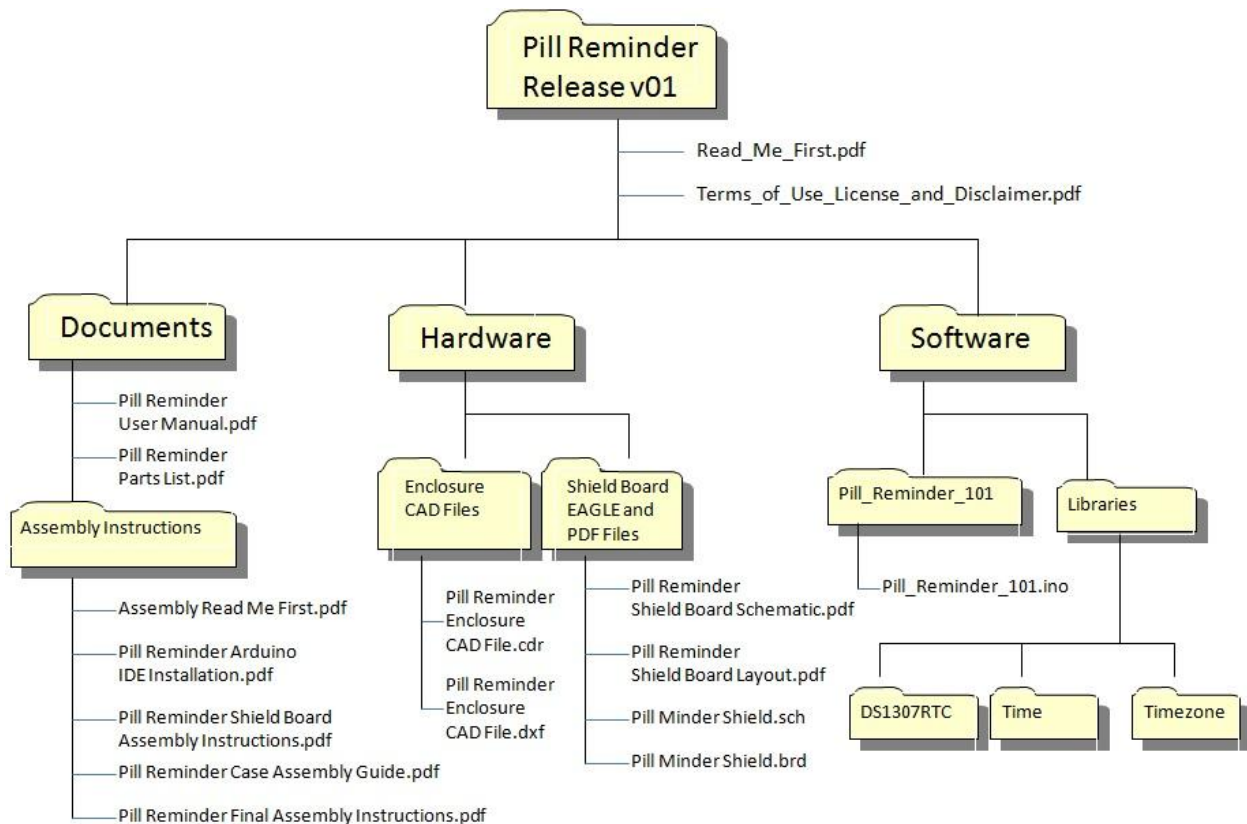 Pill Reminder
Release v01
Read_Me_First.pdf
Terms_of_Use_License_and_Disclaimer.pdf
Documents
Pill Reminder
User Manual.pdf
Pill Reminder
Parts List.pdf
Assembly Instructions
Assembly Read Me First.pdf
Pill Reminder Arduino
IDE Installation.pdf
Pill Reminder Shield Board
Assembly Instructions.pdf
Pill Reminder Case Assembly Guide.pdf
Pill Reminder Final Assembly Instructions.pdf
Hardware
Enclosure
CAD Files
Pill Reminder
Enclosure
CAD File.cdr
Pill Reminder
Enclosure
CAD File.dxf
Shield Board
EAGLE and
PDF Files
Pill Reminder
Shield Board Schematic.pdf
Pill Reminder
Shield Board Layout.pdf
Pill Minder Shield.sch
Pill Minder Shield.brd
Software
Pill_Reminder_101
Pill_Reminder_101.ino
Libraries
DS1307RTC
Time
Timezone